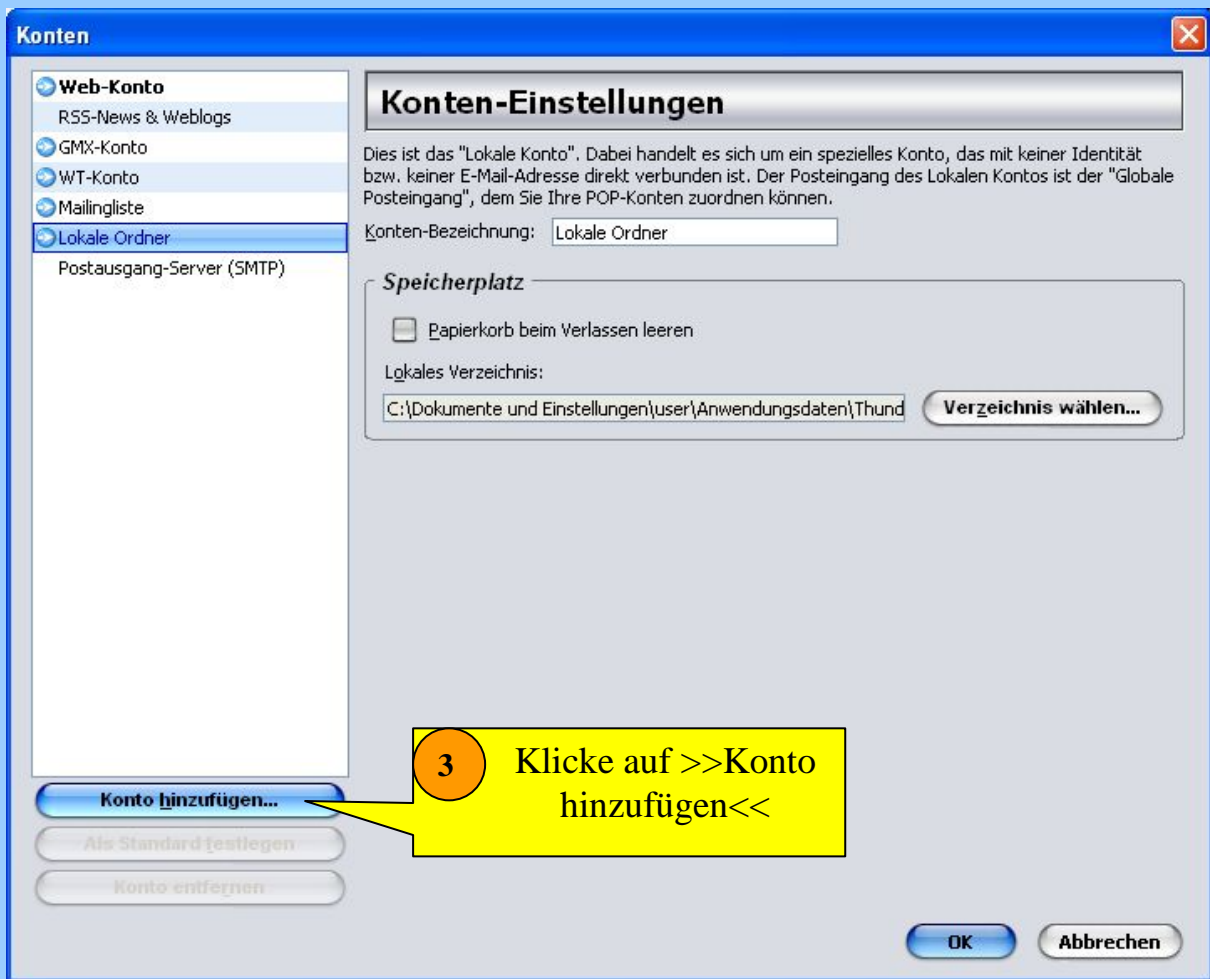 Konten
Web-Konto
RSS-News & Weblogs
GMX-Konto
WT-Konto
Mailingliste
Lokale Ordner
Postausgang-Server (SMTP)
Konten-Einstellungen
Dies ist das "Lokale Konto". Dabei handelt es sich um ein spezielles Konto, das mit keiner Identität
bzw. keiner E-Mail-Adresse direkt verbunden ist. Der Posteingang des Lokalen Kontos ist der "Globale
Posteingang", dem Sie Ihre POP-Konten zuordnen können.
Konten-Bezeichnung: Lokale Ordner
Speicherplatz
Papierkorb beim Verlassen leeren
Lokales Verzeichnis:
C:\Dokumente und Einstellungen\user\Anwendungsdaten\Thund Verzeichnis wählen...
3 Klicke auf >>Konto
hinzufügen<<
Konto hinzufügen...
Als Standard festlegen
Konto entfernen
OK Abbrechen